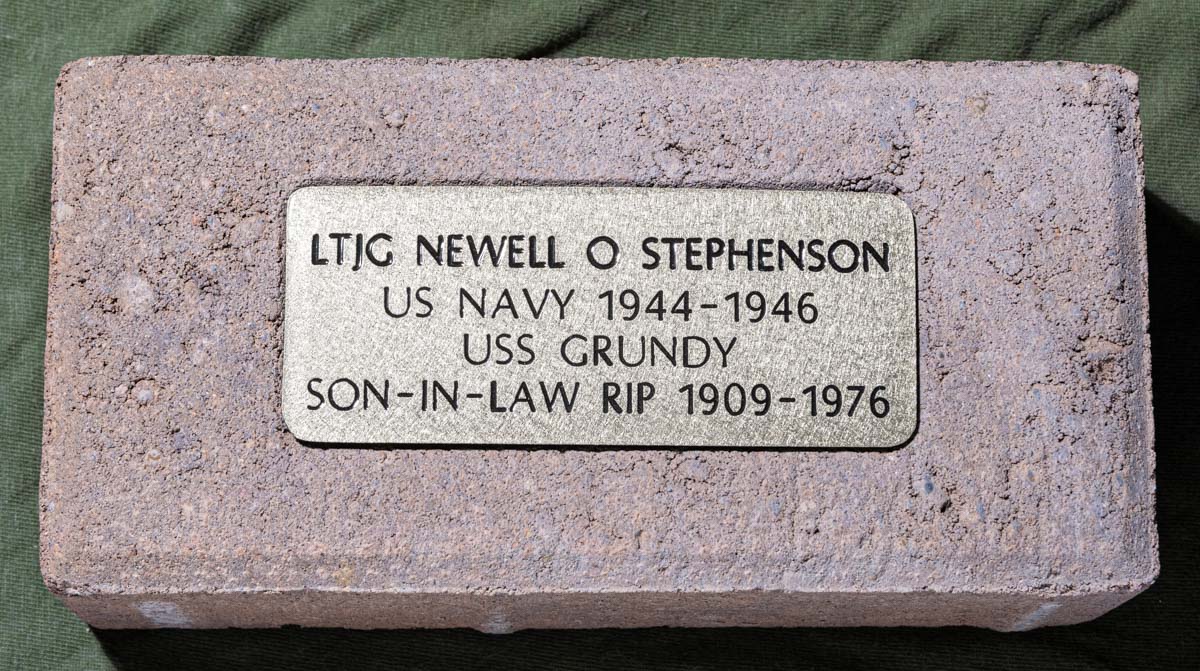 LTJG NEWELL O STEPHENSON
US NAVY 1944-1946
USS GRUNDY
SON-IN-LAW RIP 1909-1976